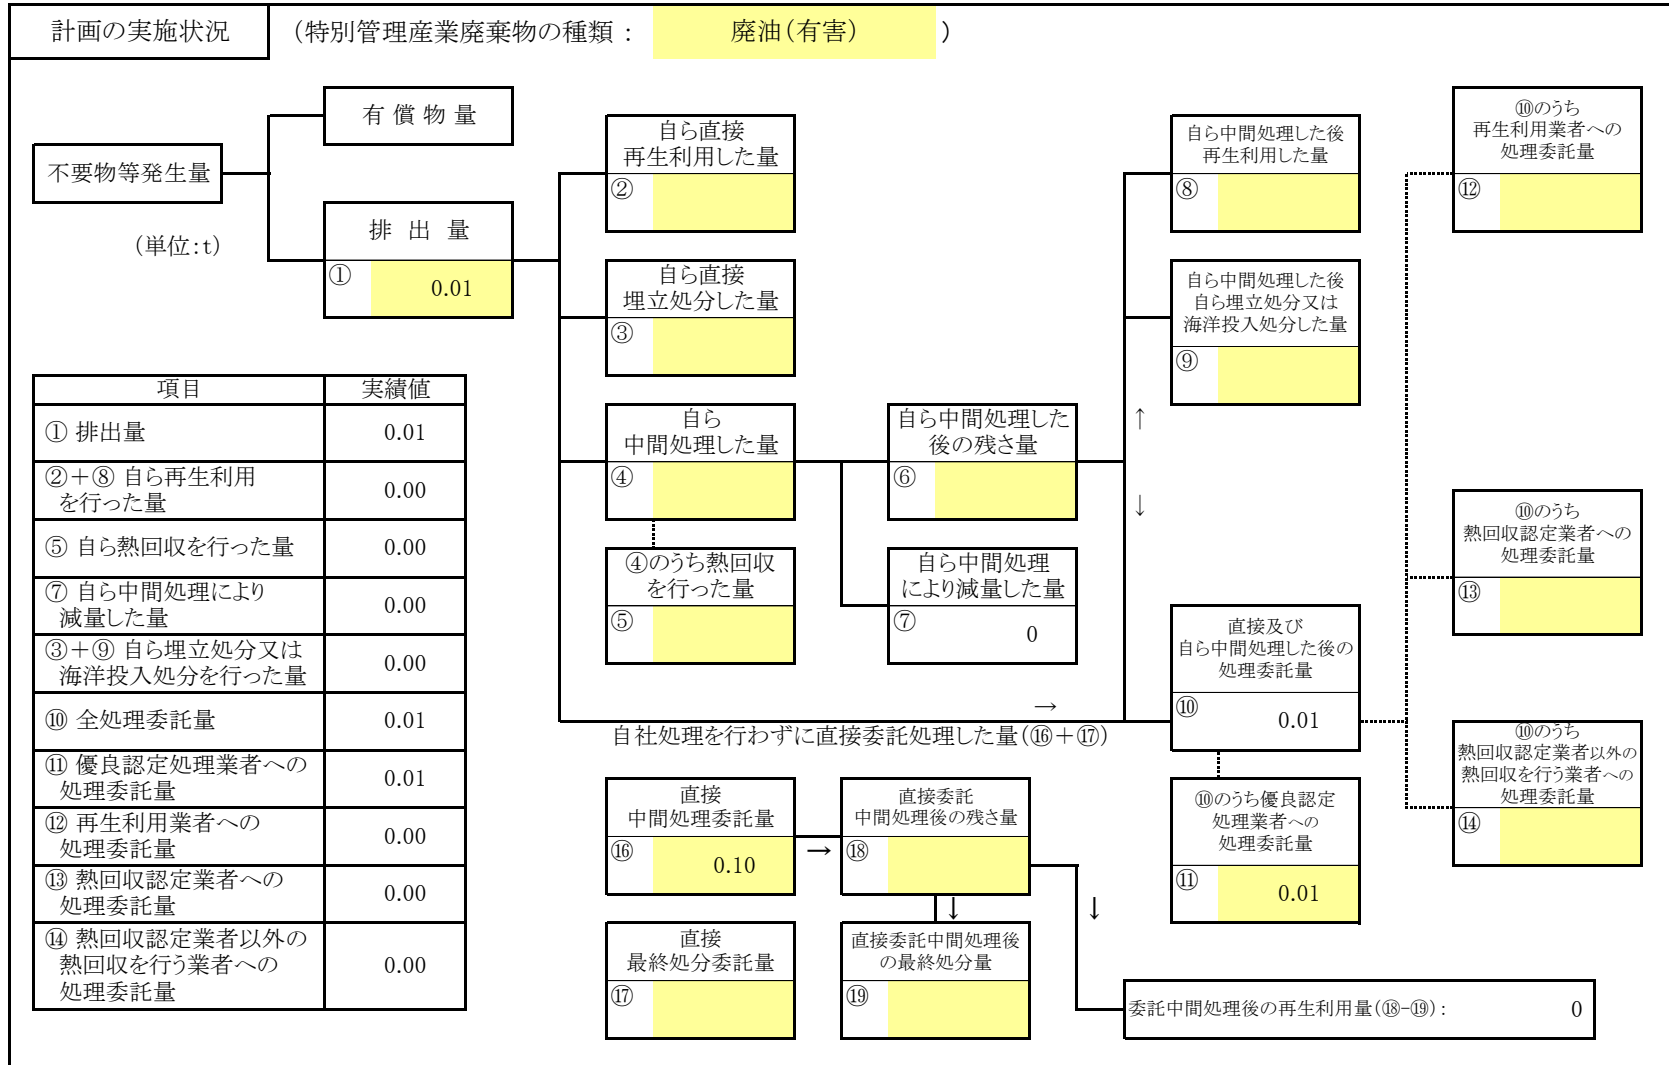 計画の実施状況 (特別管理産業廃棄物の種類： 廃油(有害) )
有 償 物 量
不要物等発生量
(単位：t)
排 出 量
① 0.01
自ら直接
再生利用した量
②
自ら直接
埋立処分した量
③
自ら
中間処理した量
④
④のうち熱回収
を行った量
⑤
自ら中間処理した
後の残さ量
⑥
自ら中間処理
により減量した量
⑦ 0
自ら中間処理した後
再生利用した量
⑧
自ら中間処理した後
自ら埋立処分又は
海洋投入処分した量
⑨
↑
↓
→
自社処理を行わずに直接委託処理した量(⑯＋⑰)
直接及び
自ら中間処理した後の
処理委託量
⑩ 0.01
⑩のうち優良認定
処理業者への
処理委託量
⑪ 0.01
⑩のうち
再生利用業者への
処理委託量
⑫
⑩のうち
熱回収認定業者への
処理委託量
⑬
⑩のうち
熱回収認定業者以外の
熱回収を行う業者への
処理委託量
⑭
直接
中間処理委託量
⑯ 0.10
→
直接委託
中間処理後の残さ量
⑱
↓
↓
直接
最終処分委託量
⑰
直接委託中間処理後
の最終処分量
⑲
委託中間処理後の再生利用量(⑱-⑲)： 0
項目 実績値
① 排出量 0.01
②＋⑧ 自ら再生利用
を行った量 0.00
⑤ 自ら熱回収を行った量 0.00
⑦ 自ら中間処理により
減量した量 0.00
③＋⑨ 自ら埋立処分又は
海洋投入処分を行った量 0.00
⑩ 全処理委託量 0.01
⑪ 優良認定処理業者への
処理委託量 0.01
⑫ 再生利用業者への
処理委託量 0.00
⑬ 熱回収認定業者への
処理委託量 0.00
⑭ 熱回収認定業者以外の
熱回収を行う業者への
処理委託量 0.00